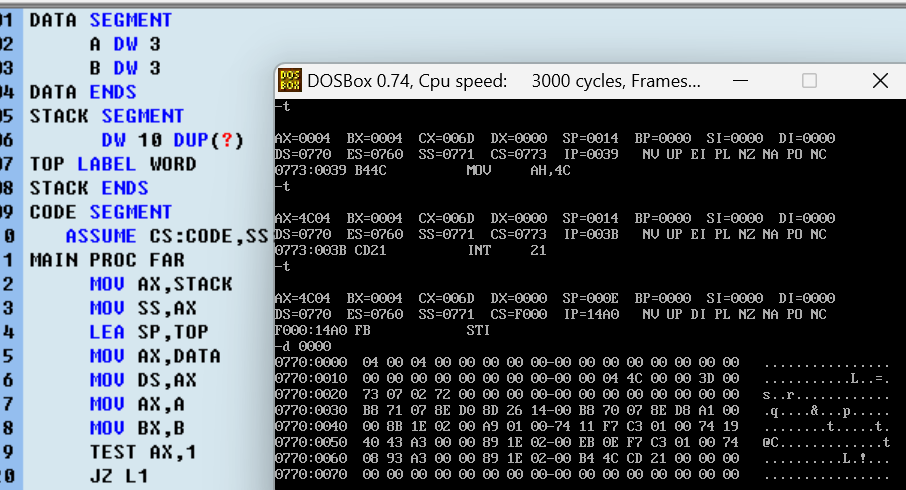 01 DATA SEGMENT
02 A DW 3
03 B DW 3
04 DATA ENDS
05 STACK SEGMENT
06 DW 10 DUP(?)
07 TOP LABEL WORD
08 STACK ENDS
09 CODE SEGMENT
0 ASSUME CS:CODE,SS
1 MAIN PROC FAR
2 MOV AX,STACK
3 MOV SS,AX
4 LEA SP,TOP
5 MOV AX,DATA
6 MOV DS,AX
7 MOV AX,A
8 MOV BX,B
9 TEST AX,1
20 JZ L1
DOSBox 0.74, Cpu speed: 3000 cycles, Frames...
-t
AX=0004 BX=0004 CX=006D DX=0000 SP=0014 BP=0000 SI=0000 DI=0000
DS=0770 ES=0760 SS=0771 CS=0773 IP=0039 NV UP EI PL NZ NA PO NC
0773:0039 B44C MOV AH,4C
-t
AX=4C04 BX=0004 CX=006D DX=0000 SP=0014 BP=0000 SI=0000 DI=0000
DS=0770 ES=0760 SS=0771 CS=0773 IP=003B NV UP EI PL NZ NA PO NC
0773:003B CD21 INT 21
-t
AX=4C04 BX=0004 CX=006D DX=0000 SP=000E BP=0000 SI=0000 DI=0000
DS=0770 ES=0760 SS=0771 CS=F000 IP=14A0 NV UP DI PL NZ NA PO NC
F000:14A0 FB STI
-d 0000
0770:0000 04 00 04 00 00 00 00 00-00 00 00 00 00 00 00 00 ................
0770:0010 00 00 00 00 00 00 00 00-00 00 04 4C 00 00 3D 00 ...........L..=.
0770:0020 73 07 02 72 00 00 00 00-00 00 00 00 00 00 00 00 s..r............
0770:0030 B8 71 07 8E D0 8D 26 14-00 B8 70 07 8E D8 A1 00 .q....&...p.....
0770:0040 00 8B 1E 02 00 A9 01 00-74 11 F7 C3 01 00 74 19 ........t.....t.
0770:0050 40 43 A3 00 00 89 1E 02-00 EB 0E F7 C3 01 00 74 @C.............t
0770:0060 08 93 A3 00 00 89 1E 02-00 B4 4C CD 21 00 00 00 ..........L.!...
0770:0070 00 00 00 00 00 00 00 00-00 00 00 00 00 00 00 00 ................